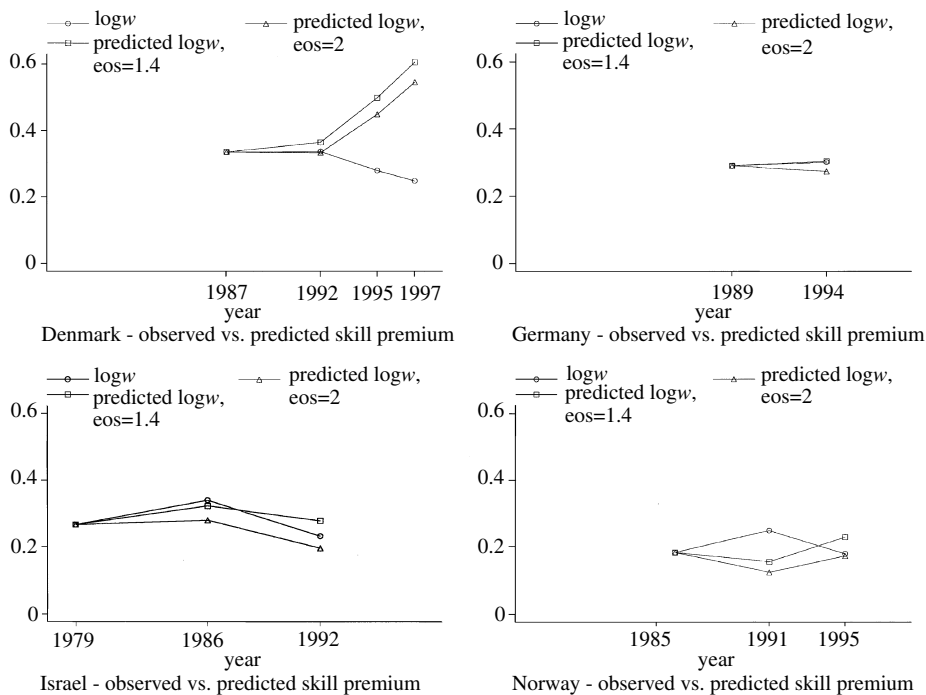 logw
predicted logw,
eos=1.4
predicted logw,
eos=2
0.6
0.4
0.2
0
1987 1992 1995 1997
year
Denmark - observed vs. predicted skill premium
logw
predicted logw,
eos=1.4
predicted logw,
eos=2
0.6
0.4
0.2
0
1989 1994
year
Germany - observed vs. predicted skill premium
logw
predicted logw,
eos=1.4
predicted logw,
eos=2
0.6
0.4
0.2
0
1979 1986 1992
year
Israel - observed vs. predicted skill premium
logw
predicted logw,
eos=1.4
predicted logw,
eos=2
0.6
0.4
0.2
0
1985 1991 1995
year
Norway - observed vs. predicted skill premium